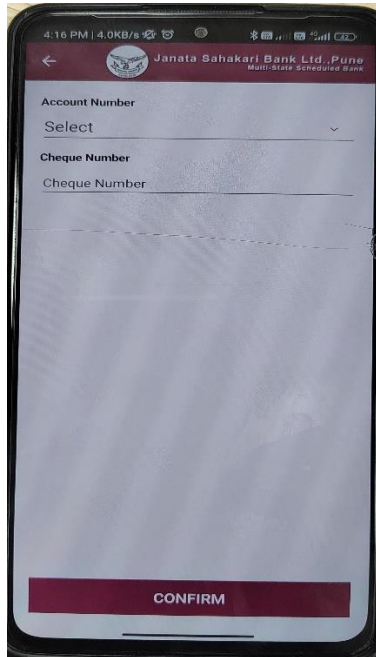 4:16 PM | 4.0KB/s
42
Janata Sahakari Bank Ltd.,Pune
Multi-State Scheduled Bank
Account Number
Select
Cheque Number
Cheque Number
CONFIRM